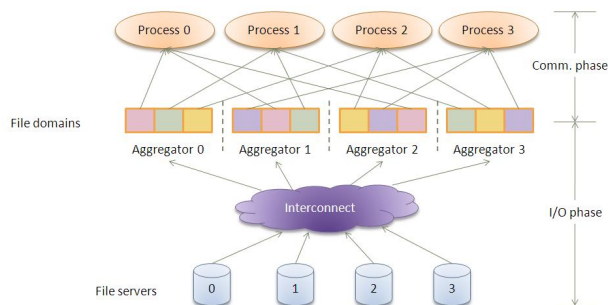 Process 0
Process 1
Process 2
Process 3
Comm. phase
File domains
Aggregator 0
Aggregator 1
Aggregator 2
Aggregator 3
Interconnect
I/O phase
File servers
0
1
2
3